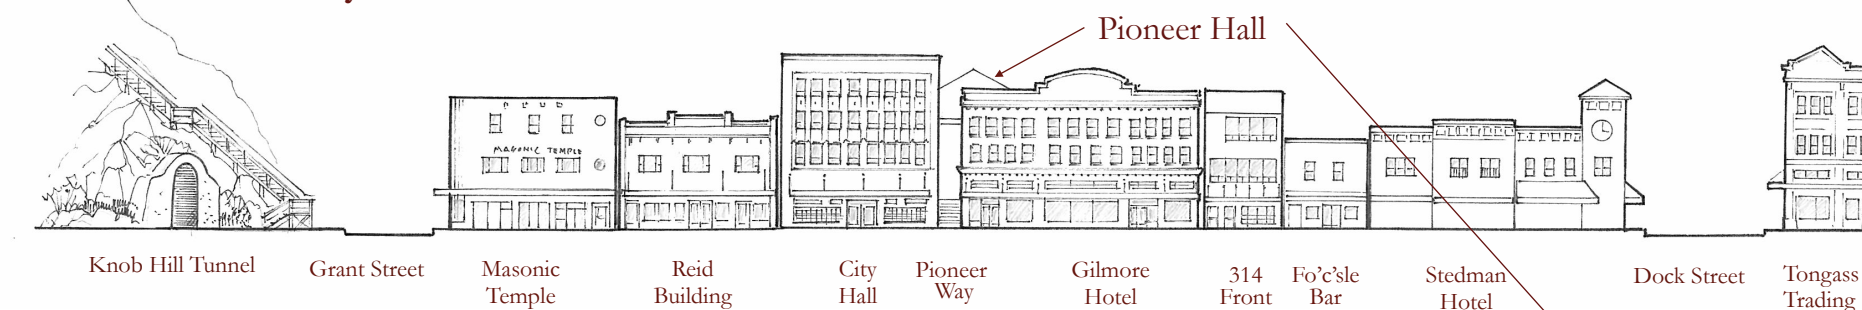 Pioneer Hall
MASONIC TEMPLE
Knob Hill Tunnel
Grant Street
Masonic
Temple
Reid
Building
City
Hall
Pioneer
Way
Gilmore
Hotel
314
Front
Fo'c'sle
Bar
Stedman
Hotel
Dock Street
Tongass
Trading